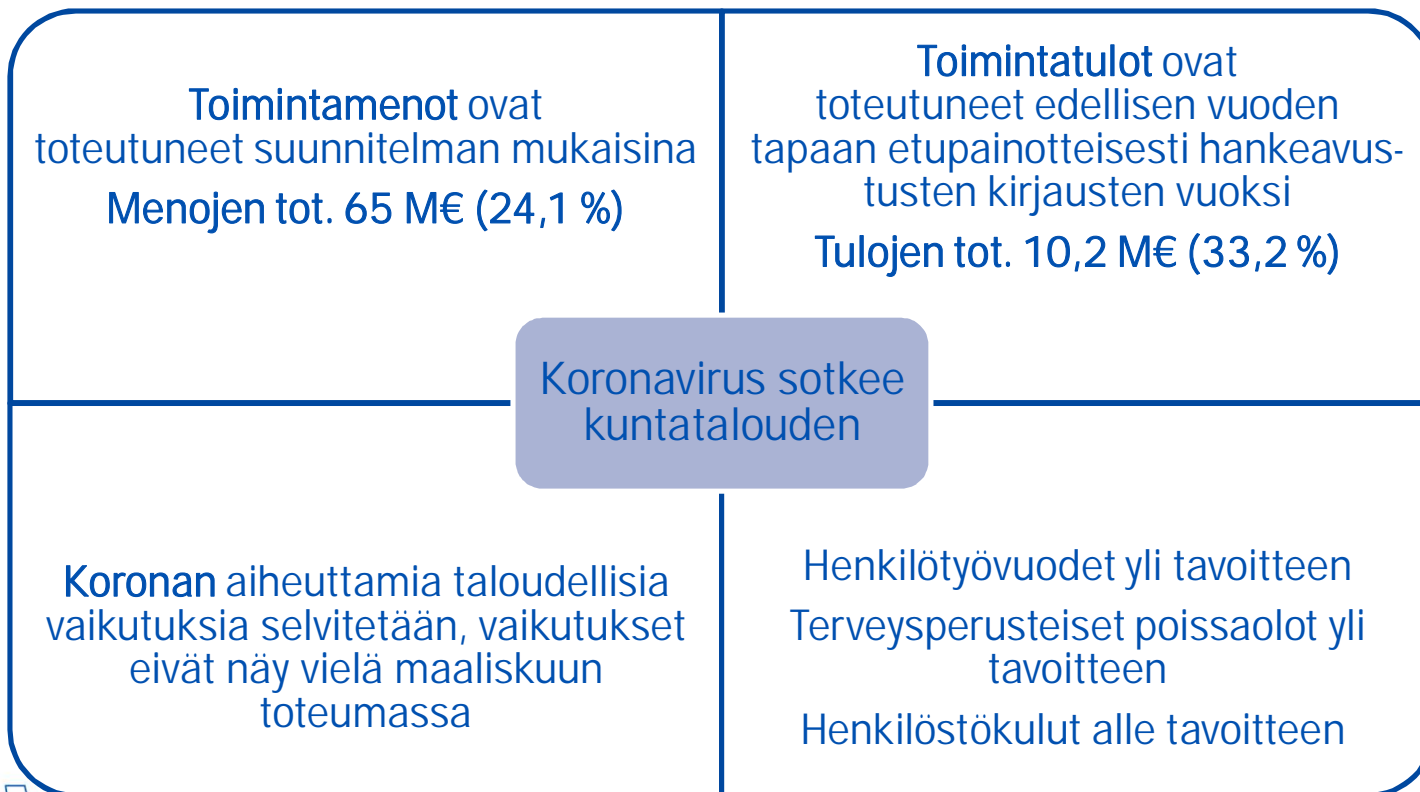 Toimintamenot ovat
toteutuneet suunnitelman mukaisina
Menojen tot. 65 M€ (24,1 %)
Toimintatulot ovat
toteutuneet edellisen vuoden
tapaan etupainotteisesti hankeavus-
tusten kirjausten vuoksi
Tulojen tot. 10,2 M€ (33,2 %)
Koronavirus sotkee
kuntatalouden
Koronan aiheuttamia taloudellisia
vaikutuksia selvitetään, vaikutukset
eivät näy vielä maaliskuun
toteumassa
Henkilötyövuodet yli tavoitteen
Terveysperusteiset poissaolot yli
tavoitteen
Henkilöstökulut alle tavoitteen